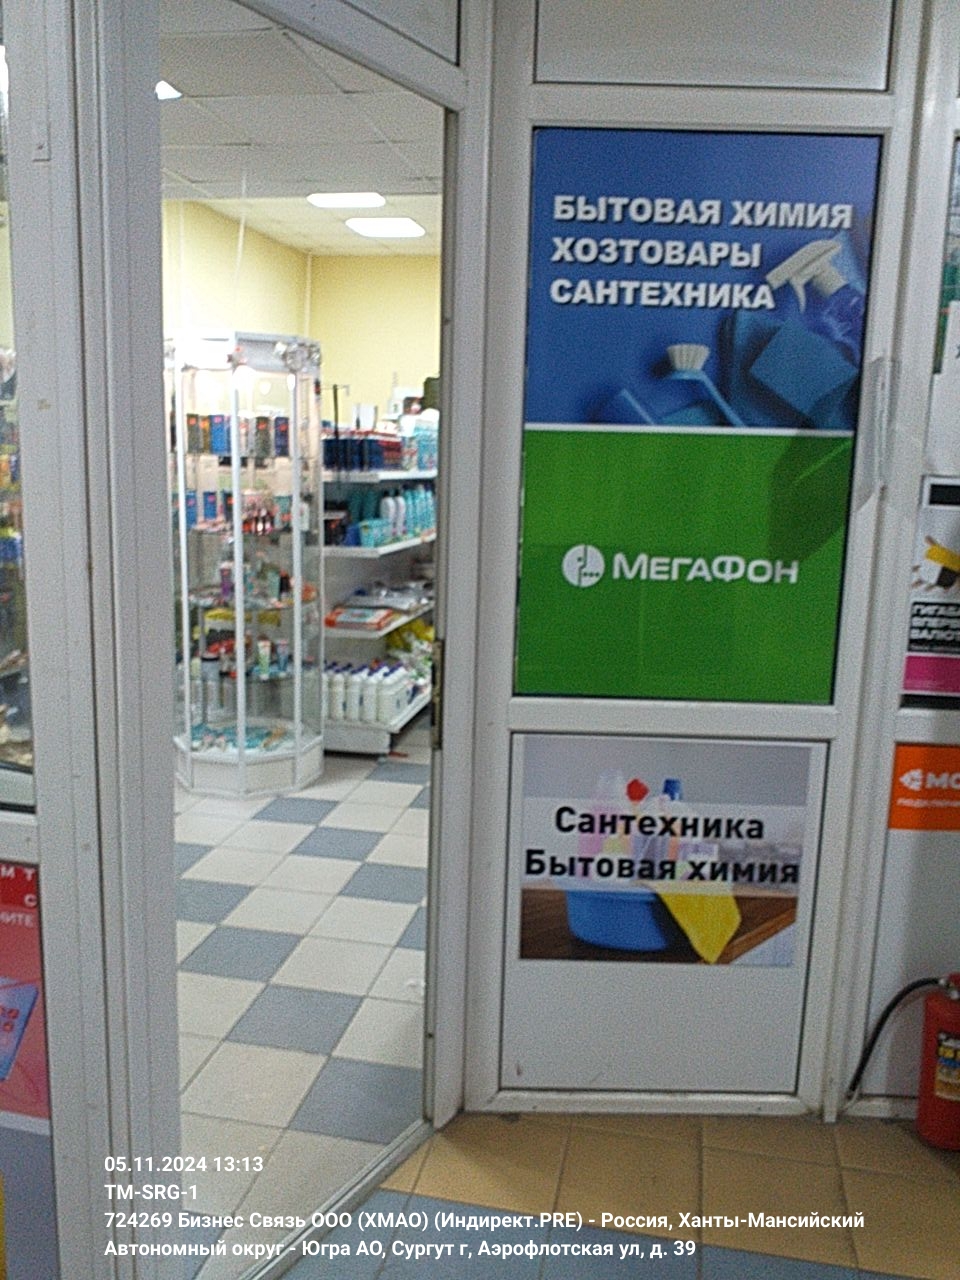 БЫТОВАЯ ХИМИЯ
ХОЗТОВАРЫ
САНТЕХНИКА
МЕГАФОН
Сантехника
Бытовая химия
05.11.2024 13:13
TM-SRG-1
724269 Бизнес Связь ООО (ХМАО) (Индирект.PRE) - Россия, Ханты-Мансийский
Автономный округ - Югра АО, Сургут г, Аэрофлотская ул, д. 39